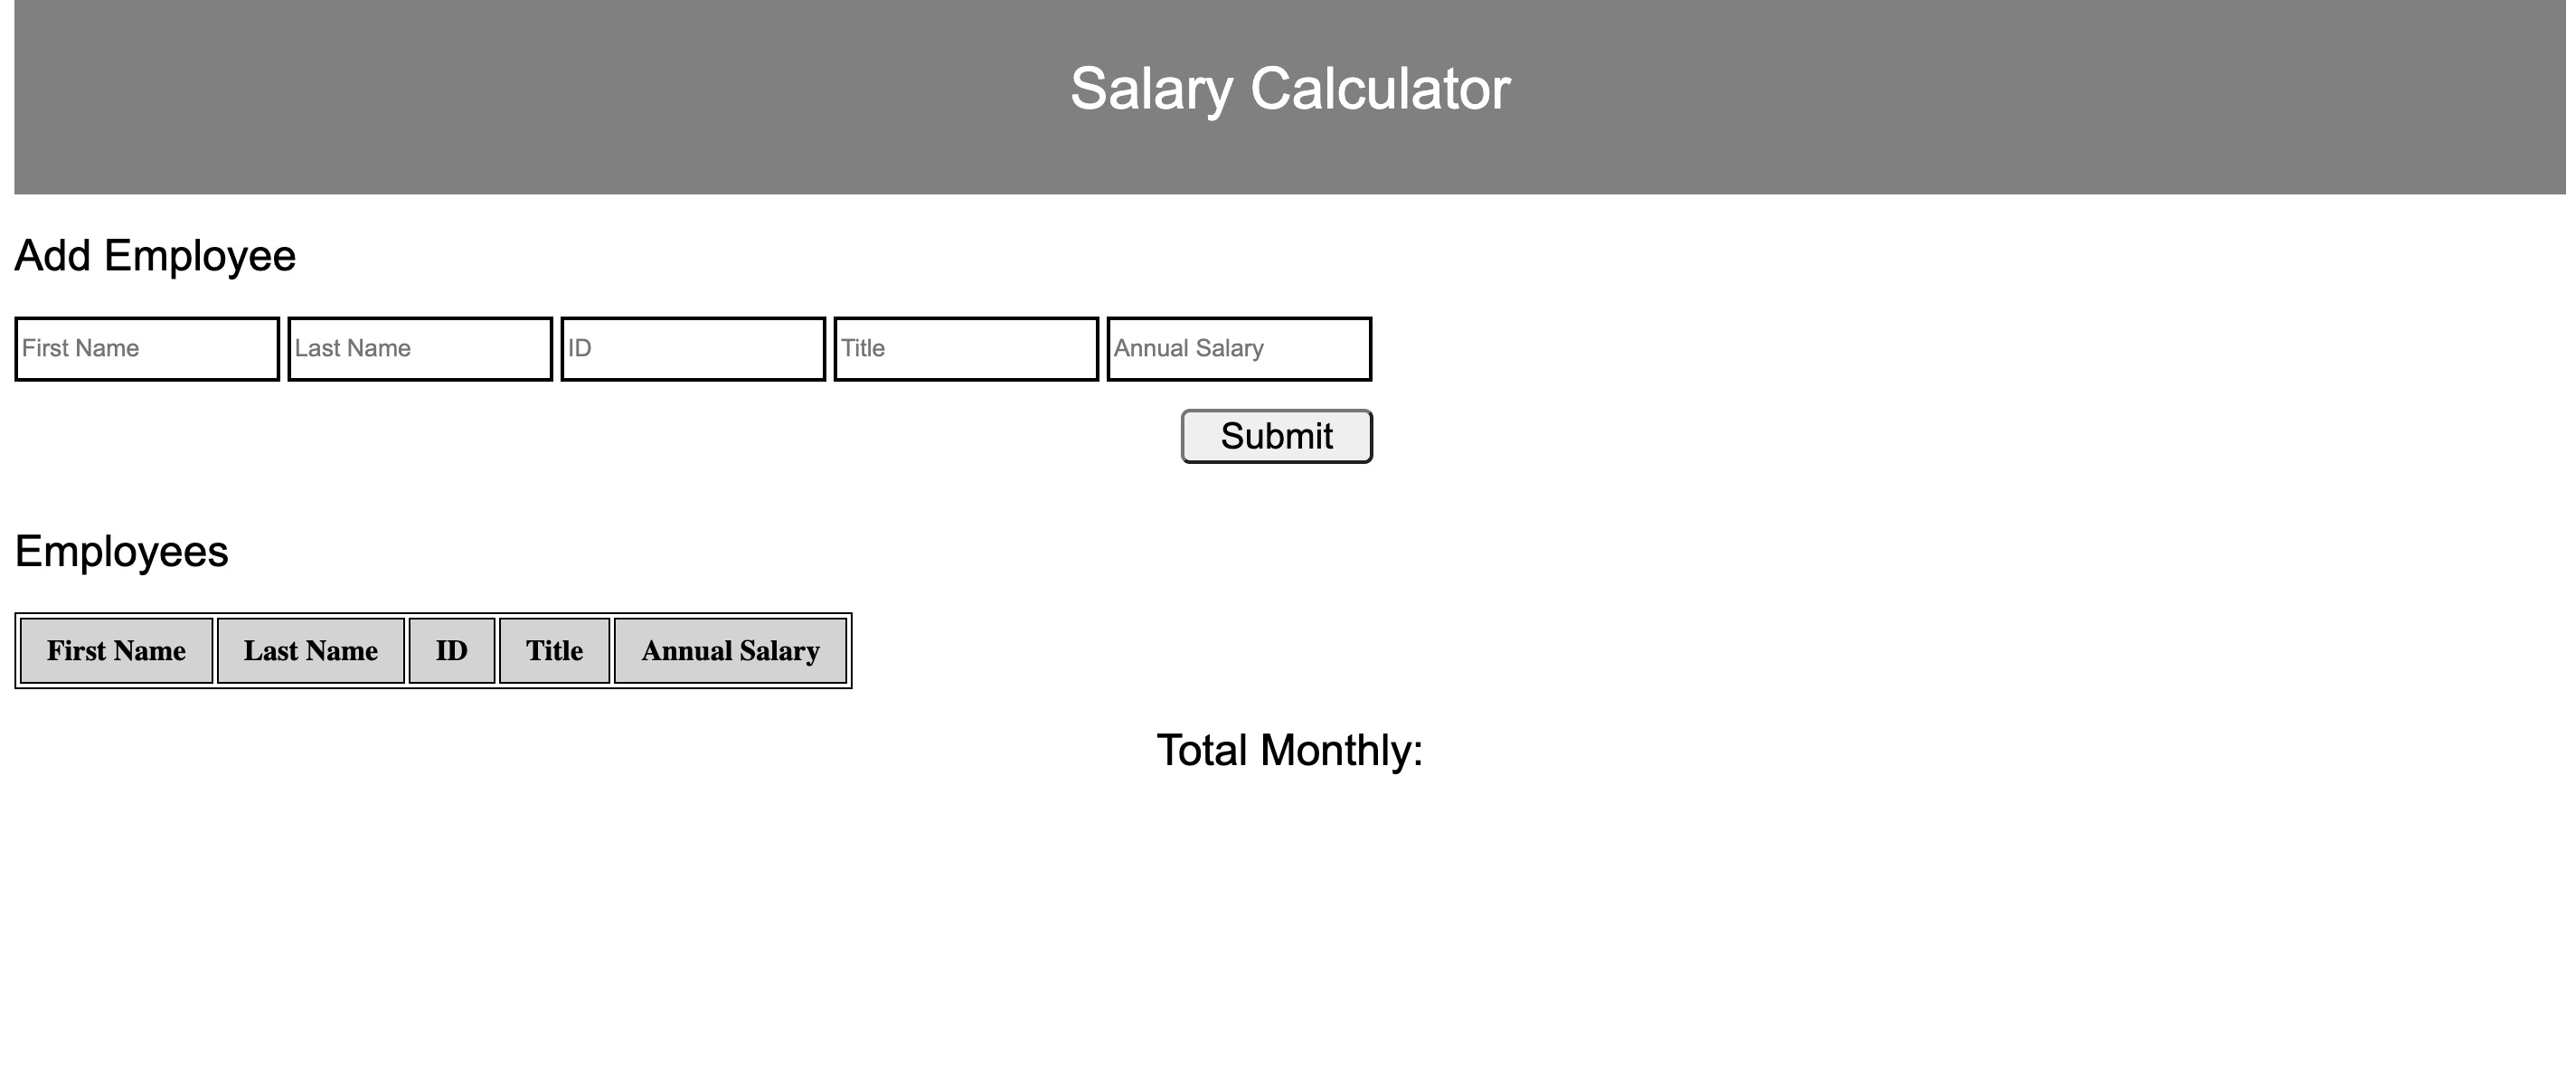 Salary Calculator
Add Employee
First Name Last Name ID Title Annual Salary
Submit
Employees
First Name Last Name ID Title Annual Salary
Total Monthly: